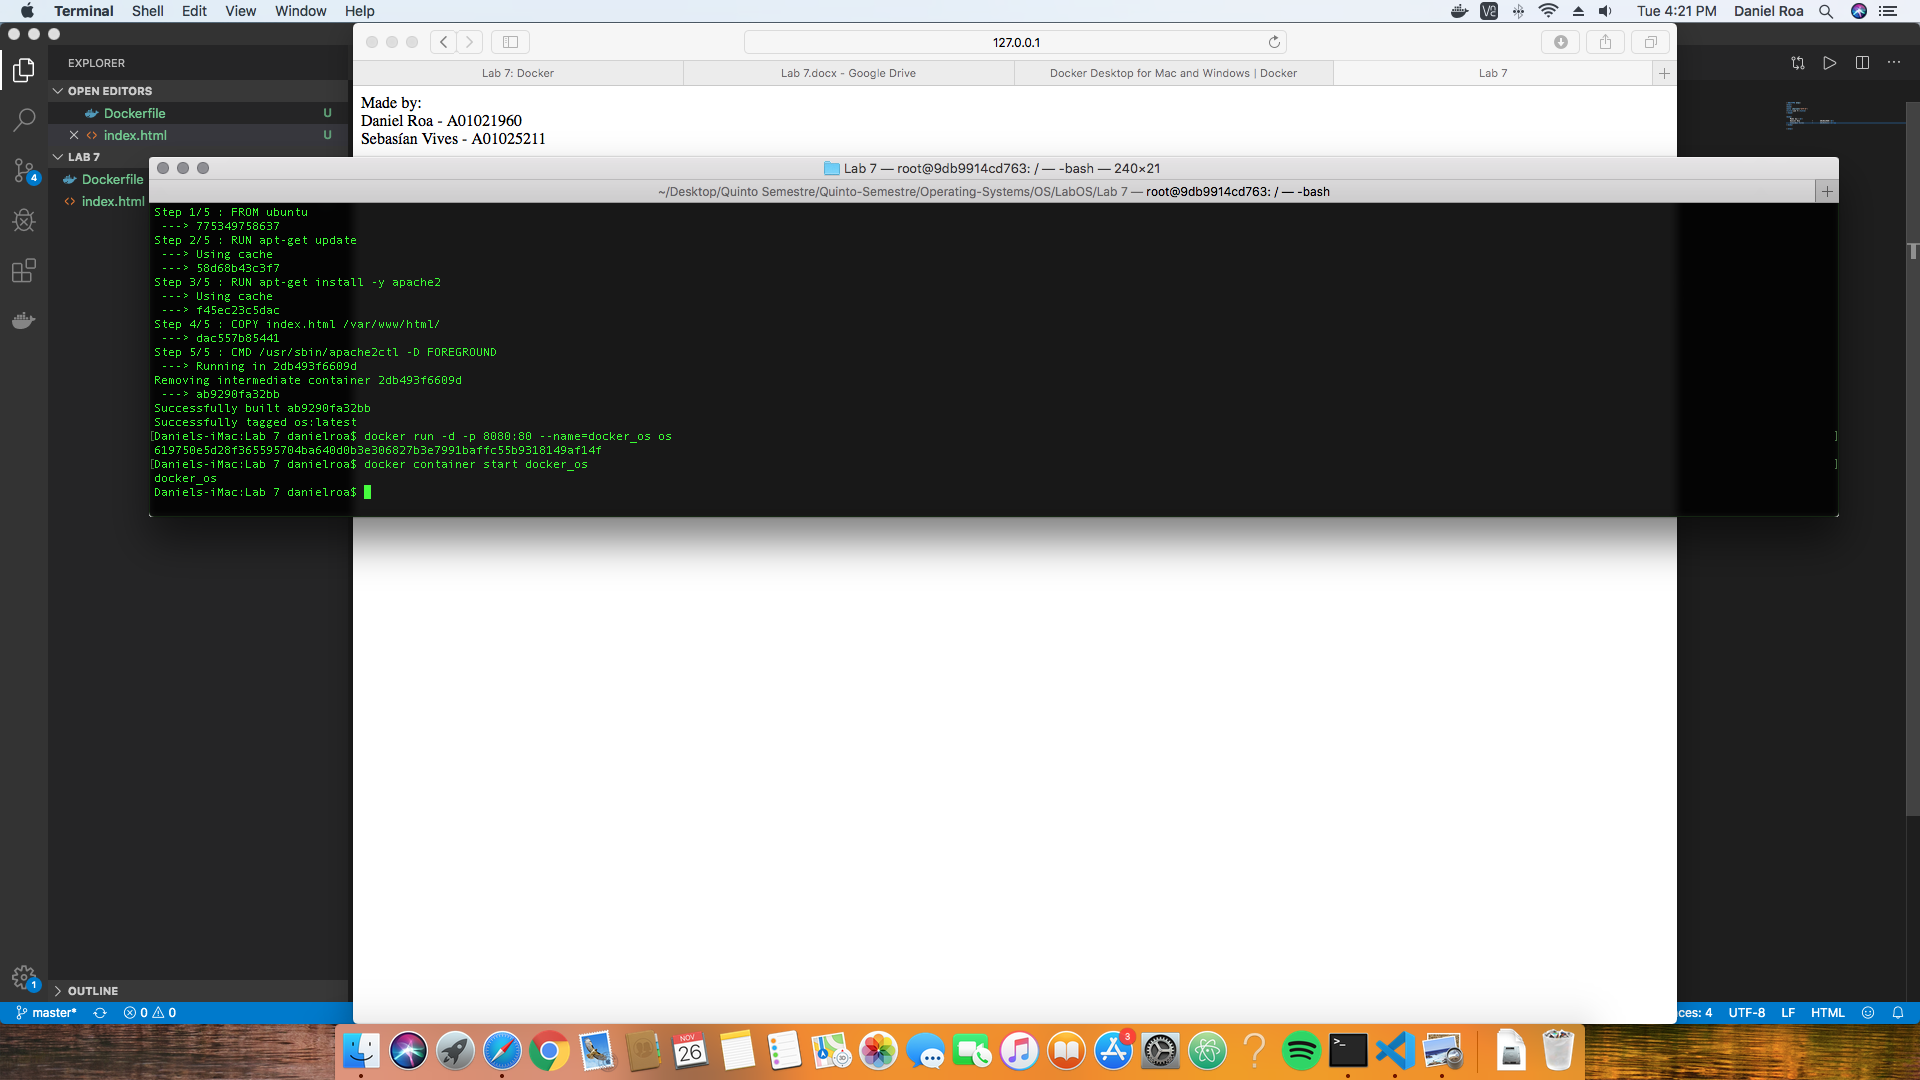 Terminal Shell Edit View Window Help
Tue 4:21 PM Daniel Roa
127.0.0.1
EXPLORER
Lab 7: Docker
Lab 7.docx - Google Drive
Docker Desktop for Mac and Windows | Docker
Lab 7
OPEN EDITORS
Dockerfile U
index.html U
LAB 7
Dockerfile
index.html
4
Made by:
Daniel Roa - A01021960
Sebasían Vives - A01025211
Lab 7 — root@9db9914cd763: / — -bash — 240×21
~/Desktop/Quinto Semestre/Quinto-Semestre/Operating-Systems/OS/LabOS/Lab 7 — root@9db9914cd763: / — -bash
Step 1/5 : FROM ubuntu
---> 775349758637
Step 2/5 : RUN apt-get update
---> Using cache
---> 58d68b43c3f7
Step 3/5 : RUN apt-get install -y apache2
---> Using cache
---> f45ec23c5dac
Step 4/5 : COPY index.html /var/www/html/
---> dac557b85441
Step 5/5 : CMD /usr/sbin/apache2ctl -D FOREGROUND
---> Running in 2db493f6609d
Removing intermediate container 2db493f6609d
---> ab9290fa32bb
Successfully built ab9290fa32bb
Successfully tagged os:latest
[Daniels-iMac:Lab 7 danielroa$ docker run -d -p 8080:80 --name=docker_os os ]
619750e5d28f365595704ba640d0b3e306827b3e7991baffc55b9318149af14f
[Daniels-iMac:Lab 7 danielroa$ docker container start docker_os ]
docker_os
Daniels-iMac:Lab 7 danielroa$
1
OUTLINE
master* 0 0
ces: 4 UTF-8 LF HTML
NOV
26
3